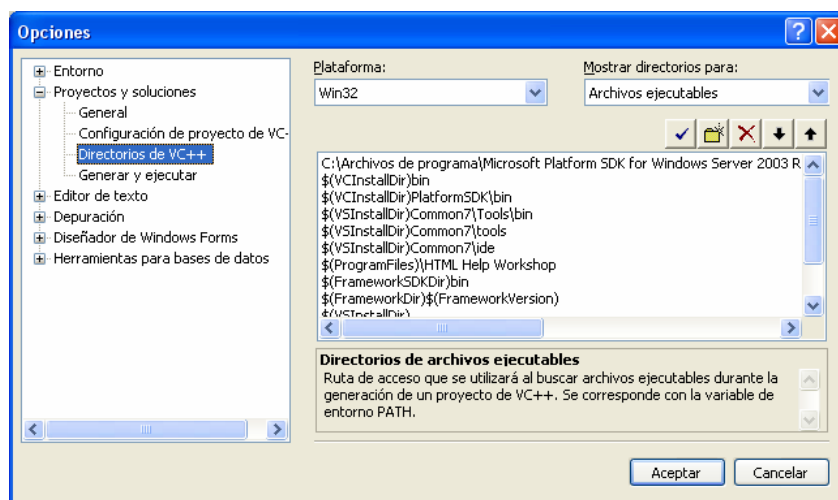 Opciones
Entorno
Proyectos y soluciones
General
Configuración de proyecto de VC-
Directorios de VC++
Generar y ejecutar
Editor de texto
Depuración
Diseñador de Windows Forms
Herramientas para bases de datos
Plataforma:
Win32
Mostrar directorios para:
Archivos ejecutables
C:\Archivos de programa\Microsoft Platform SDK for Windows Server 2003 R
$(VCInstallDir)bin
$(VCInstallDir)PlatformSDK\bin
$(VSInstallDir)Common7\Tools\bin
$(VSInstallDir)Common7\tools
$(VSInstallDir)Common7\ide
$(ProgramFiles)\HTML Help Workshop
$(FrameworkSDKDir)bin
$(FrameworkDir)$(FrameworkVersion)
$(VSInstallDir)
Directorios de archivos ejecutables
Ruta de acceso que se utilizará al buscar archivos ejecutables durante la
generación de un proyecto de VC++. Se corresponde con la variable de
entorno PATH.
Aceptar
Cancelar